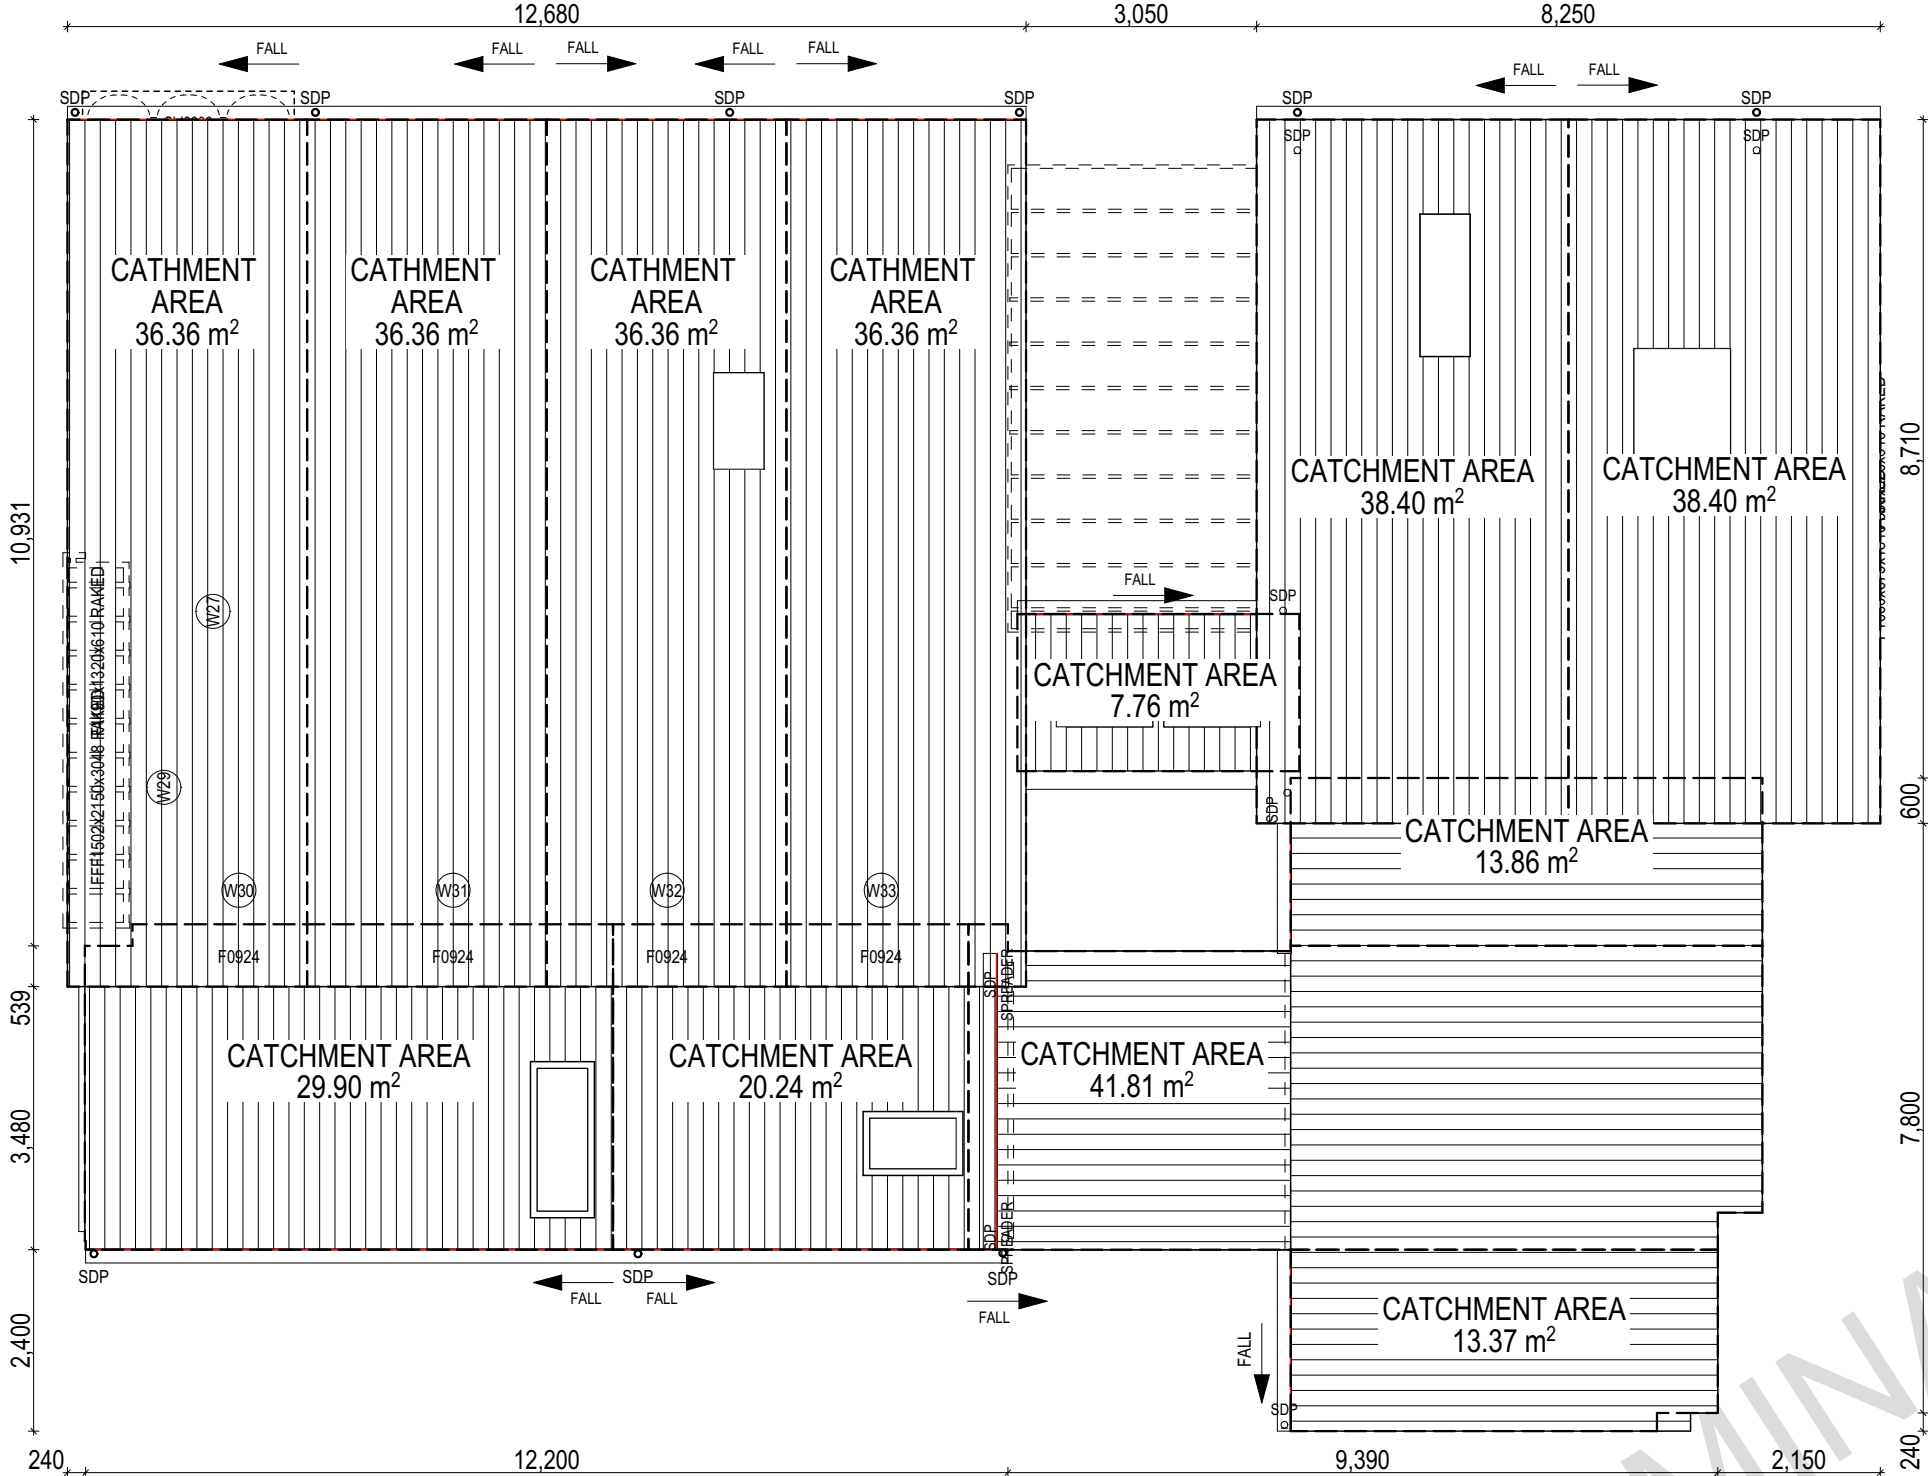 12,680
3,050
8,250
FALL
FALL
FALL
FALL
FALL
FALL
FALL
SDP
SDP
SDP
SDP
SDP
SDP
SDP
SDP
CATHMENT
AREA
36.36 m²
CATHMENT
AREA
36.36 m²
CATHMENT
AREA
36.36 m²
CATHMENT
AREA
36.36 m²
CATCHMENT AREA
38.40 m²
CATCHMENT AREA
38.40 m²
8,710
10,931
FALL
SDP
W27
CATCHMENT AREA
7.76 m²
W29
SDP
600
CATCHMENT AREA
13.86 m²
W30
W31
W32
W33
F0924
F0924
F0924
F0924
SDP
SPREADER
539
CATCHMENT AREA
29.90 m²
CATCHMENT AREA
20.24 m²
CATCHMENT AREA
41.81 m²
3,480
7,800
SDP
SPREADER
SDP
SDP
SDP
FALL
FALL
FALL
CATCHMENT AREA
13.37 m²
2,400
FALL
SDP
240
12,200
9,390
2,150
240